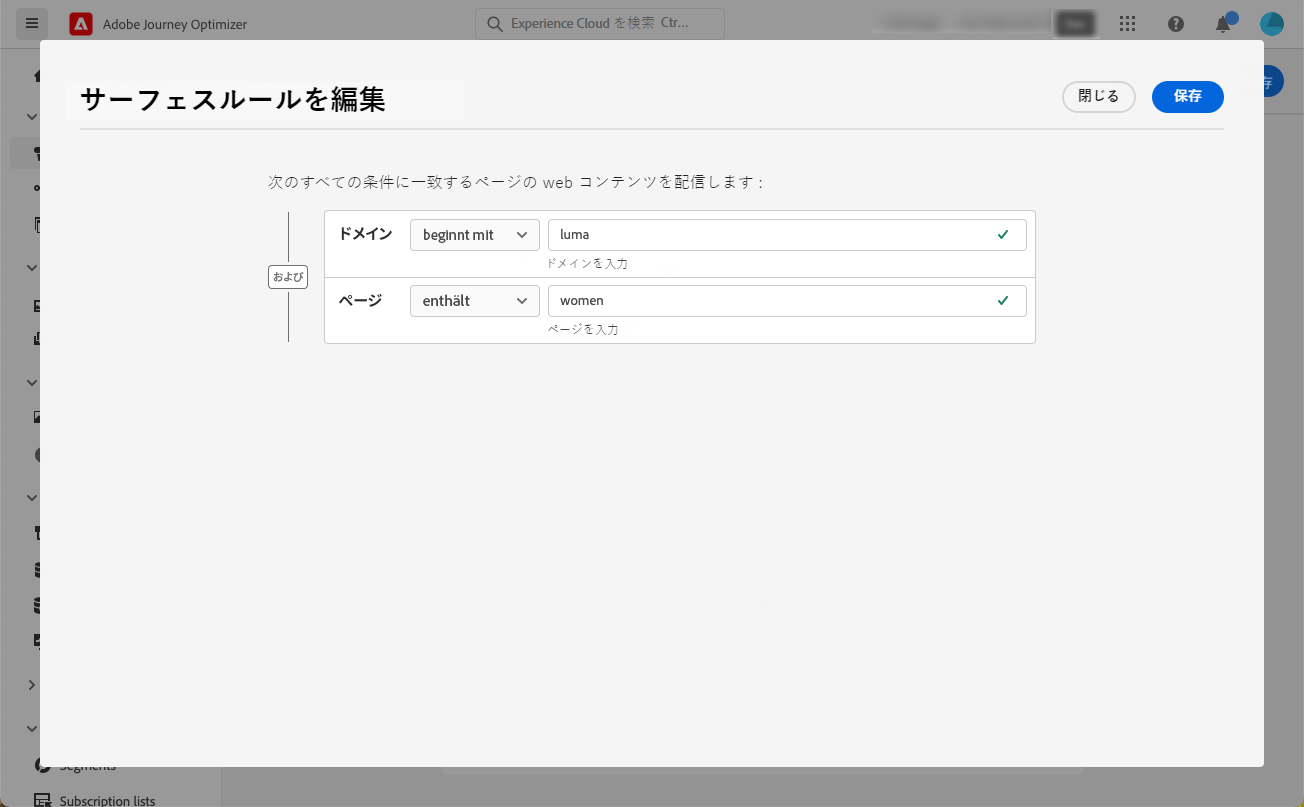 Adobe Journey Optimizer
Experience Cloud を検索 Ctr...
サーフェスルールを編集
閉じる
保存
存
次のすべての条件に一致するページの web コンテンツを配信します :
ドメイン
beginnt mit
luma
ドメインを入力
および
ページ
enthält
women
ページを入力
Segments
Subscription lists